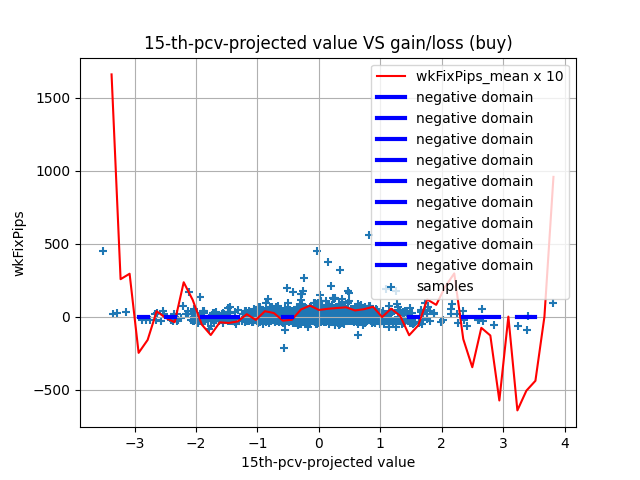 15-th-pcv-projected value VS gain/loss (buy)
wkFixPips_mean x 10
negative domain
negative domain
negative domain
negative domain
negative domain
negative domain
negative domain
negative domain
negative domain
samples
wkFixPips
1500
1000
500
0
−500
−3
−2
−1
0
1
2
3
4
15th-pcv-projected value